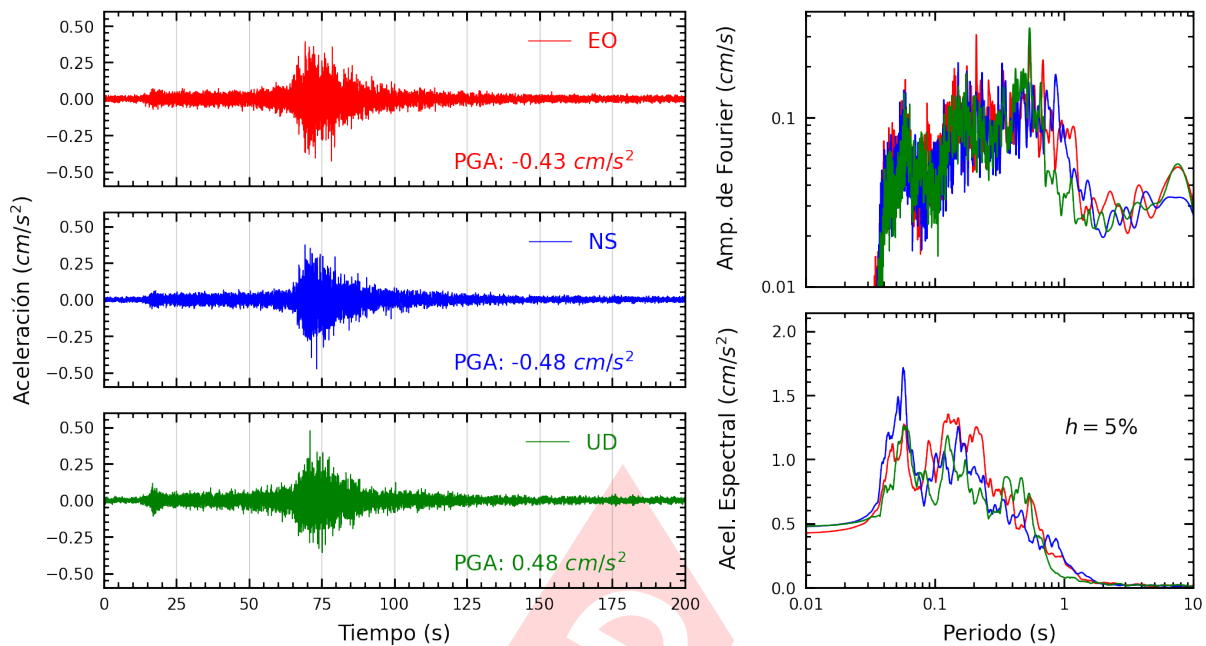 Aceleración (cm/s²)
0.50
0.25
0.00
−0.25
−0.50
EO
PGA: -0.43 cm/s²
0.50
0.25
0.00
−0.25
−0.50
NS
PGA: -0.48 cm/s²
0.50
0.25
0.00
−0.25
−0.50
UD
PGA: 0.48 cm/s²
0 25 50 75 100 125 150 175 200
Tiempo (s)
Amp. de Fourier (cm/s)
0.1
0.01
Acel. Espectral (cm/s²)
2.0
1.5
1.0
0.5
0.0
h = 5%
0.01 0.1 1 10
Periodo (s)